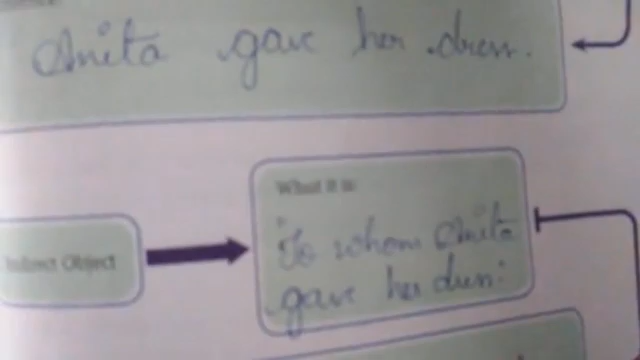 Anita gave her dress.
What it is
Indirect Object
To whom Anita
gave her dress.